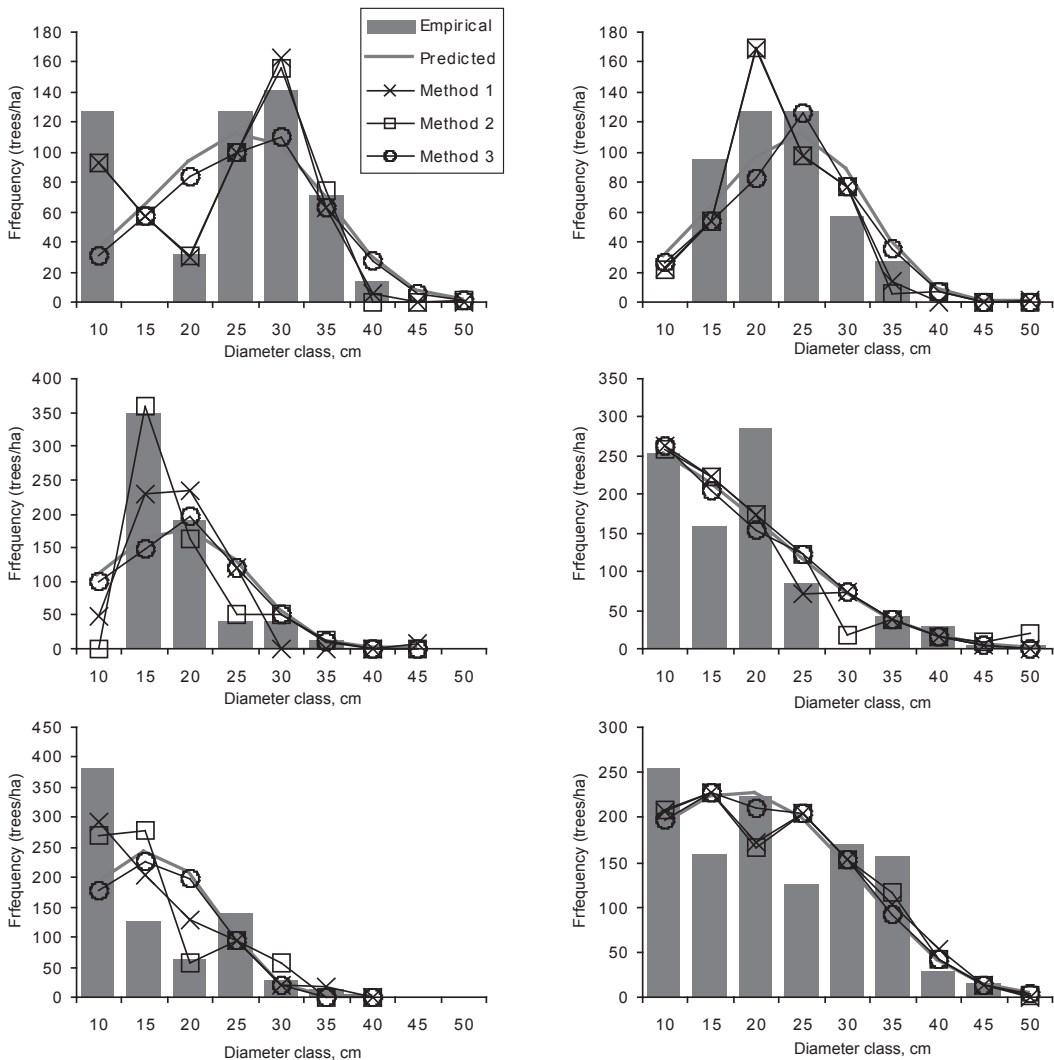 Empirical
Predicted
Method 1
Method 2
Method 3
Frfequency (trees/ha)
180
160
140
120
100
80
60
40
20
0
10 15 20 25 30 35 40 45 50
Diameter class, cm
Frfequency (trees/ha)
180
160
140
120
100
80
60
40
20
0
10 15 20 25 30 35 40 45 50
Diameter class, cm
Frfequency (trees/ha)
400
350
300
250
200
150
100
50
0
10 15 20 25 30 35 40 45 50
Diameter class, cm
Frfequency (trees/ha)
350
300
250
200
150
100
50
0
10 15 20 25 30 35 40 45 50
Diameter class, cm
Frfequency (trees/ha)
450
400
350
300
250
200
150
100
50
0
10 15 20 25 30 35 40 45 50
Diameter class, cm
Frfequency (trees/ha)
300
250
200
150
100
50
0
10 15 20 25 30 35 40 45 50
Diameter class, cm